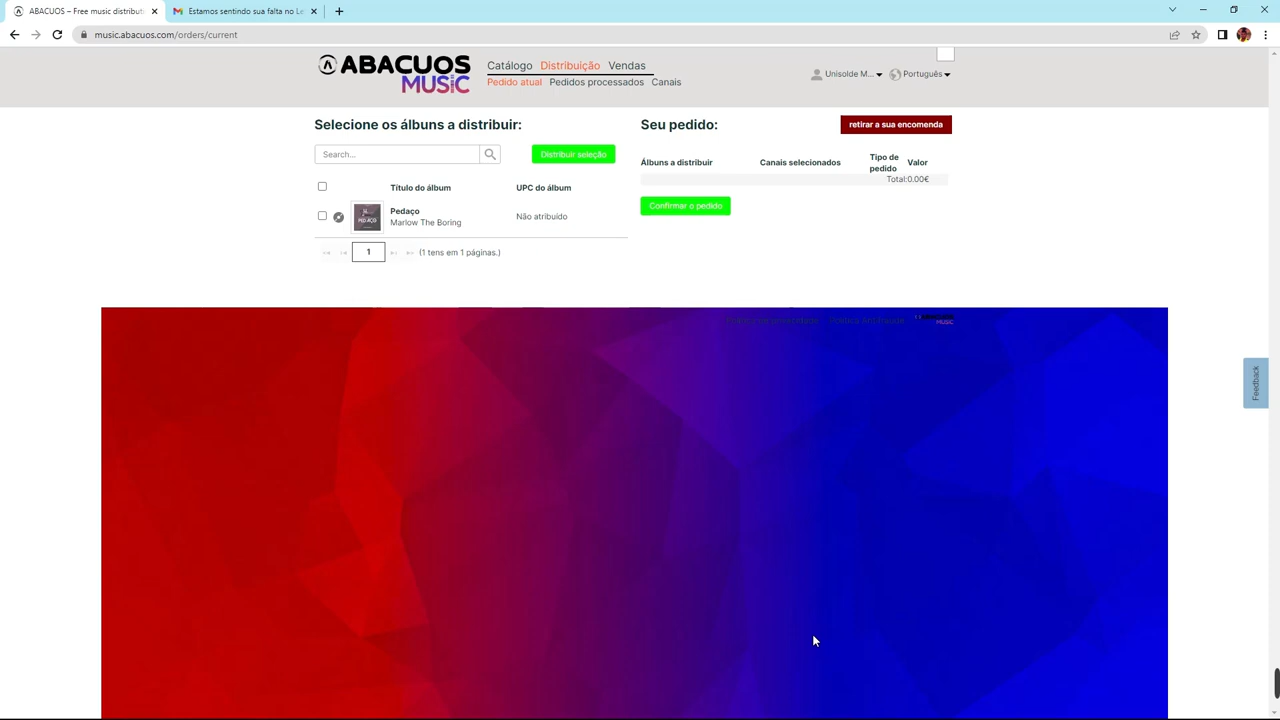 ABACUOS – Free music distribut
Estamos sentindo sua falta no Le
music.abacuos.com/orders/current
ABACUOS
MUSiC
Catálogo Distribuição Vendas
Pedido atual Pedidos processados Canais
Unisolde M... Português
Selecione os álbuns a distribuir:
Search...
Distribuir seleção
Título do álbum UPC do álbum
PEDAÇO
Pedaço
Marlow The Boring
Não atribuído
1 (1 tens em 1 páginas.)
Seu pedido:
retirar a sua encomenda
Álbuns a distribuir Canais selecionados Tipo de pedido Valor
Total:0.00€
Confirmar o pedido
MUSIC
Feedback